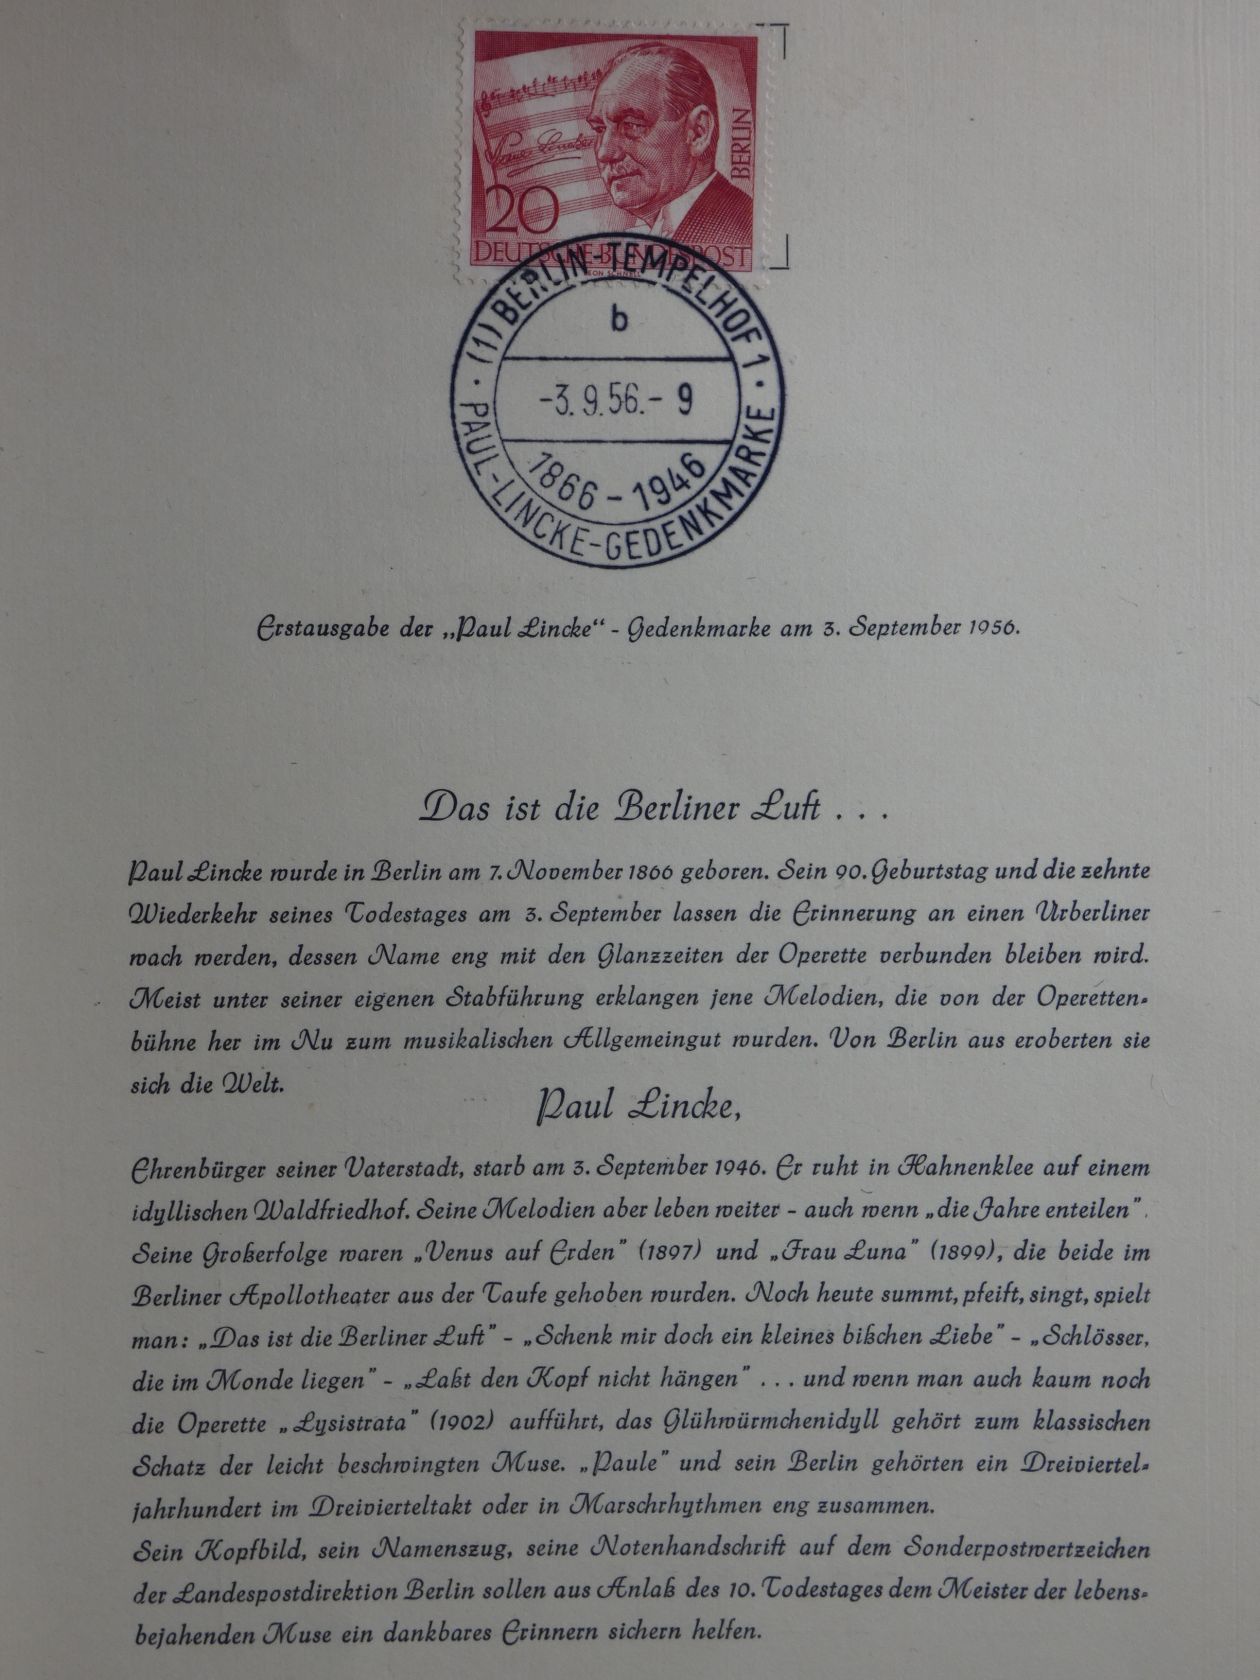 BERLIN
20
DEUTSCHE BUNDESPOST
(1) BERLIN-TEMPELHOF 1
b
-3.9.56.-9
1866-1946
PAUL-LINCKE-GEDENKMARKE
Erstausgabe der „Paul Lincke“ - Gedenkmarke am 3. September 1956.
Das ist die Berliner Luft . . .
Paul Lincke wurde in Berlin am 7. November 1866 geboren. Sein 90. Geburtstag und die zehnte
Wiederkehr seines Todestages am 3. September lassen die Erinnerung an einen Urberliner
wach werden, dessen Name eng mit den Glanzzeiten der Operette verbunden bleiben wird.
Meist unter seiner eigenen Stabführung erklangen jene Melodien, die von der Operetten-
bühne her im Nu zum musikalischen Allgemeingut wurden. Von Berlin aus eroberten sie
sich die Welt.
Paul Lincke,
Ehrenbürger seiner Vaterstadt, starb am 3. September 1946. Er ruht in Hahnenklee auf einem
idyllischen Waldfriedhof. Seine Melodien aber leben weiter - auch wenn „die Jahre enteilen".
Seine Großerfolge waren „Venus auf Erden" (1897) und „Frau Luna" (1899), die beide im
Berliner Apollotheater aus der Taufe gehoben wurden. Noch heute summt, pfeift, singt, spielt
man: „Das ist die Berliner Luft" - „Schenk mir doch ein kleines bißchen Liebe" - „Schlösser,
die im Monde liegen" - „Laßt den Kopf nicht hängen" . . . und wenn man auch kaum noch
die Operette „Lysistrata" (1902) aufführt, das Glühwürmchenidyll gehört zum klassischen
Schatz der leicht beschwingten Muse. „Paule" und sein Berlin gehörten ein Dreiviertel-
jahrhundert im Dreivierteltakt oder in Marschrhythmen eng zusammen.
Sein Kopfbild, sein Namenszug, seine Notenhandschrift auf dem Sonderpostwertzeichen
der Landespostdirektion Berlin sollen aus Anlaß des 10. Todestages dem Meister der lebens-
bejahenden Muse ein dankbares Erinnern sichern helfen.